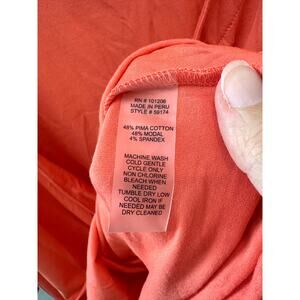 RN # 101206
MADE IN PERU
STYLE # 59174
48% PIMA COTTON
48% MODAL
4% SPANDEX
MACHINE WASH
COLD GENTLE
CYCLE ONLY
NON CHLORINE
BLEACH WHEN
NEEDED
TUMBLE DRY LOW
COOL IRON IF
NEEDED MAY BE
DRY CLEANED